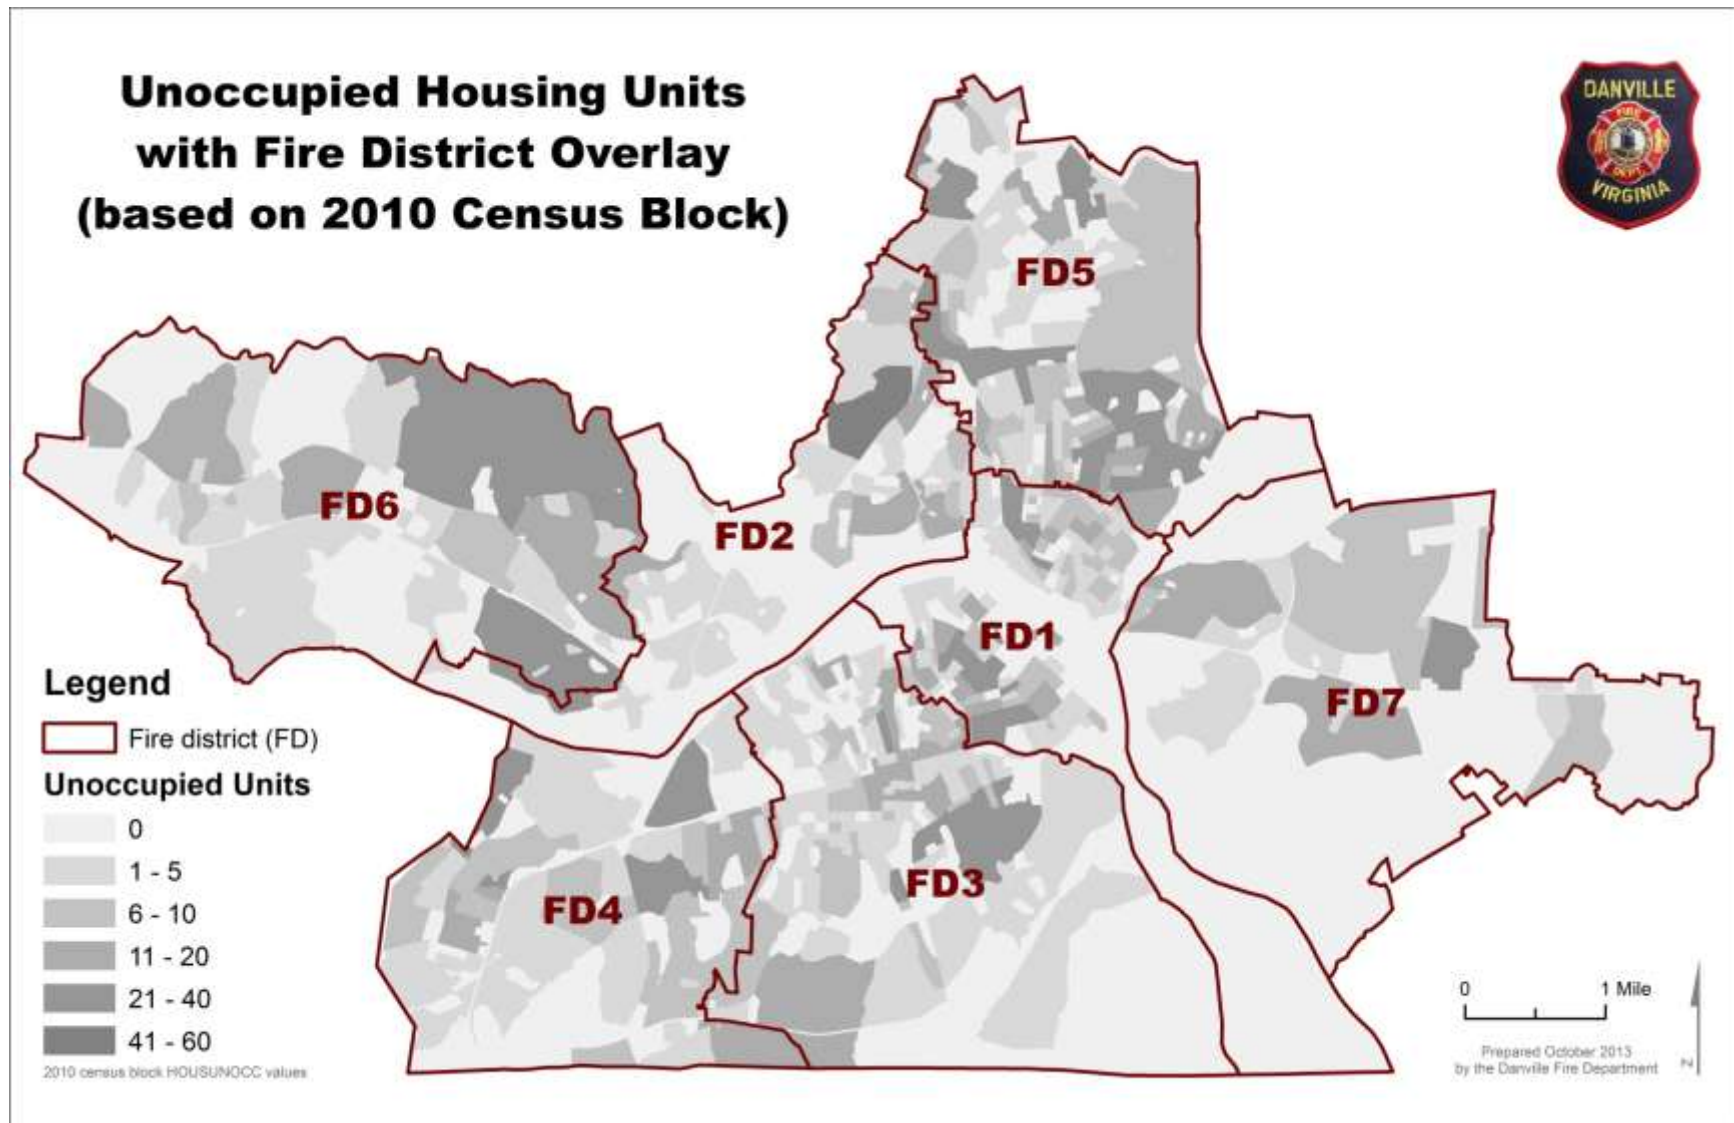 Unoccupied Housing Units
with Fire District Overlay
(based on 2010 Census Block)
DANVILLE
FIRE
DEPT.
VIRGINIA
FD5
FD6
FD2
FD1
FD7
FD3
FD4
Legend
Fire district (FD)
Unoccupied Units
0
1 - 5
6 - 10
11 - 20
21 - 40
41 - 60
2010 census block HOUSUNOCC values
0 1 Mile
Prepared October 2013
by the Danville Fire Department
N